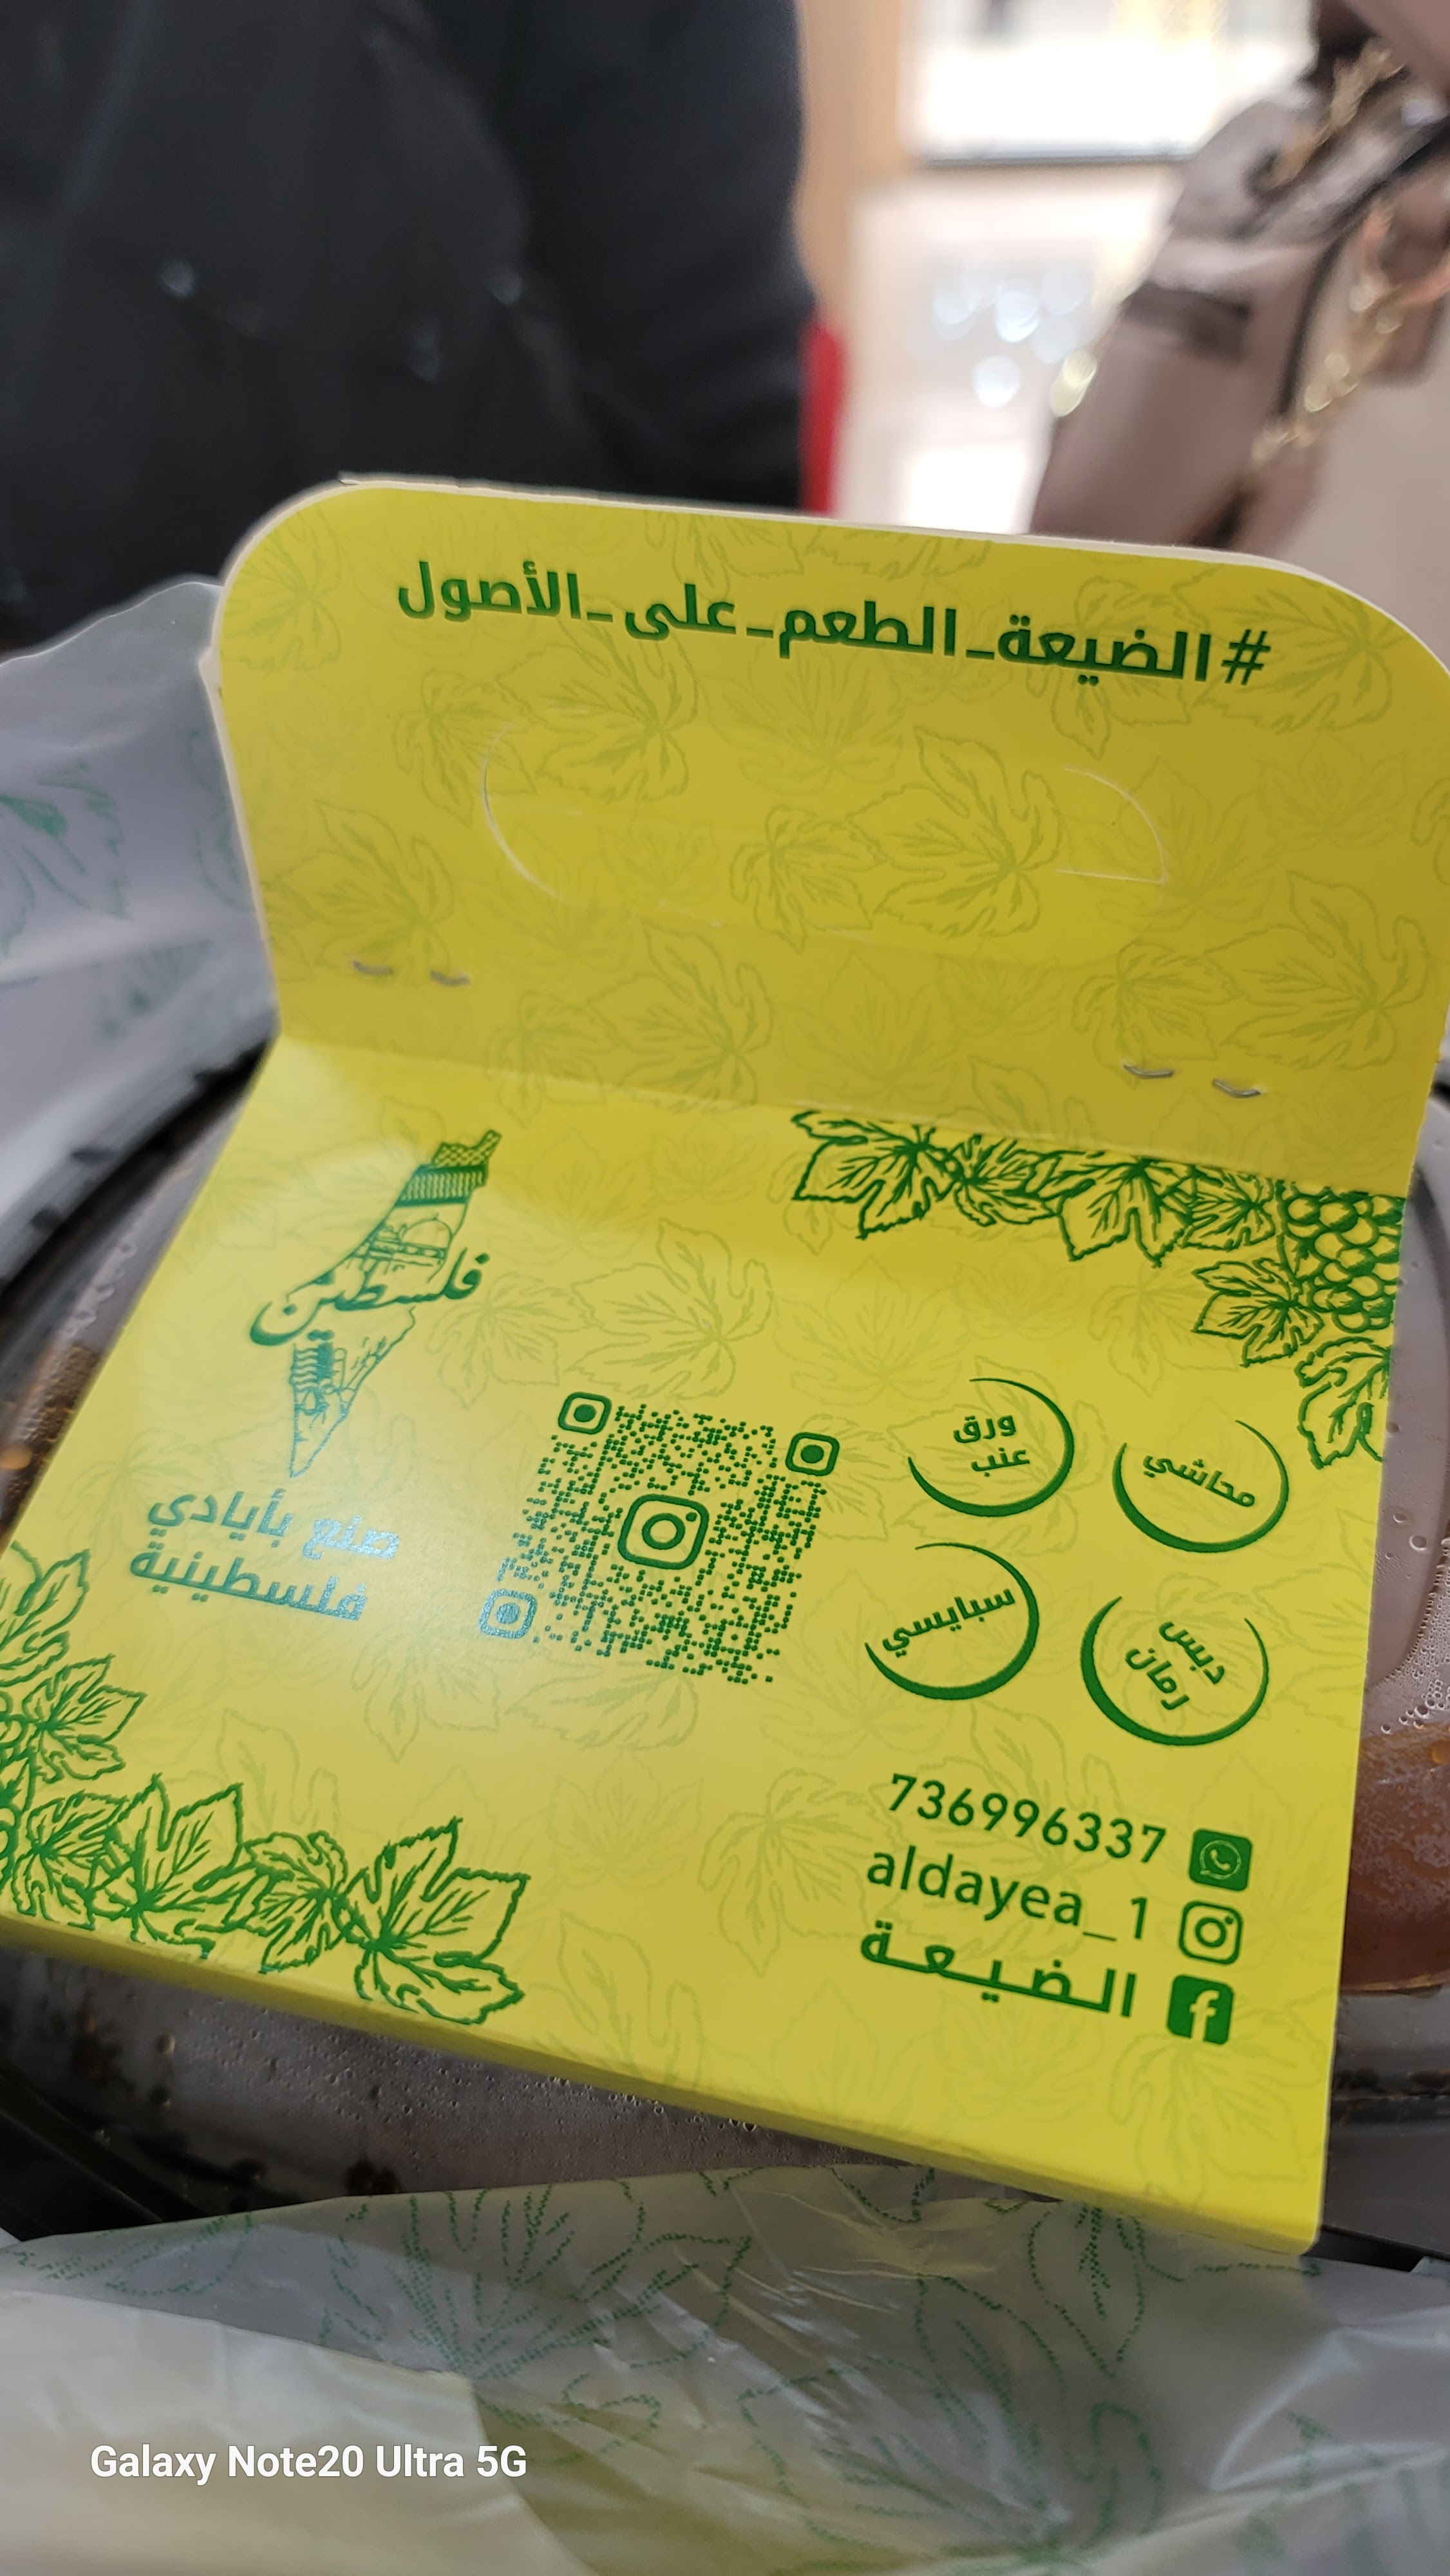 #الضيعة_الطعم_على_الأصول
فلسطين
صنع بأيادي
فلسطينية
محاشي
ورق
عنب
دبس
رمان
سبايسي
736996337
aldayea_1
الضيعة
Galaxy Note20 Ultra 5G